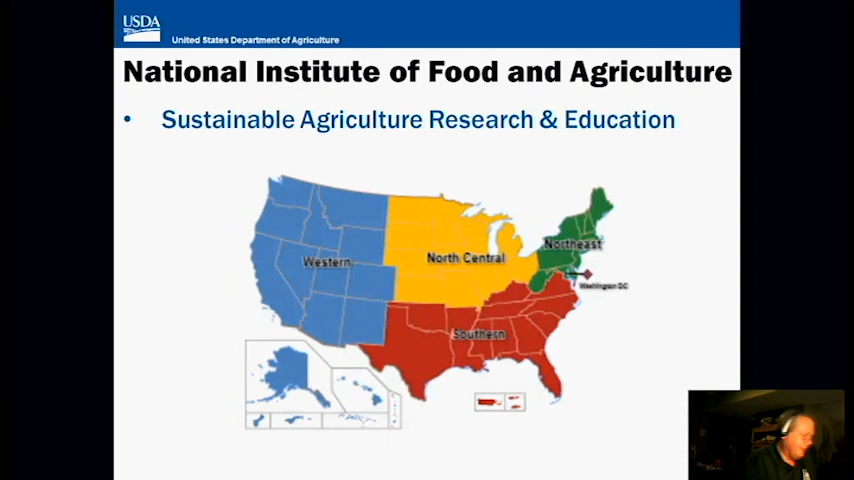 USDA
United States Department of Agriculture
National Institute of Food and Agriculture
• Sustainable Agriculture Research & Education
Northeast
North Central
Western
Washington DC
Southern